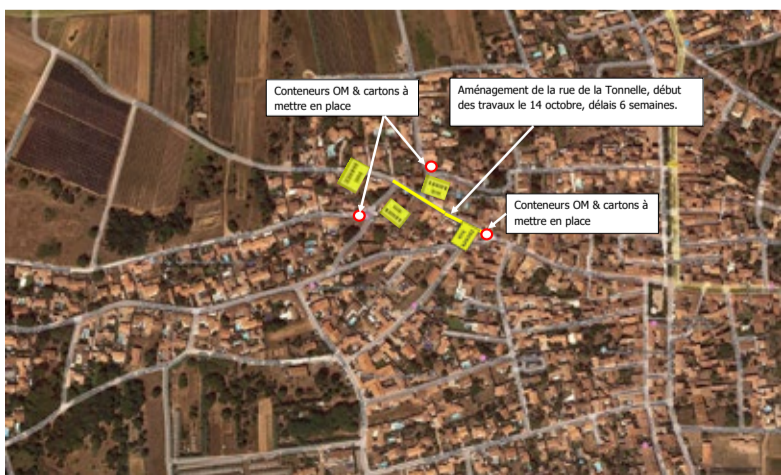 Conteneurs OM & cartons à
mettre en place
Aménagement de la rue de la Tonnelle, début
des travaux le 14 octobre, délais 6 semaines.
Conteneurs OM & cartons à
mettre en place